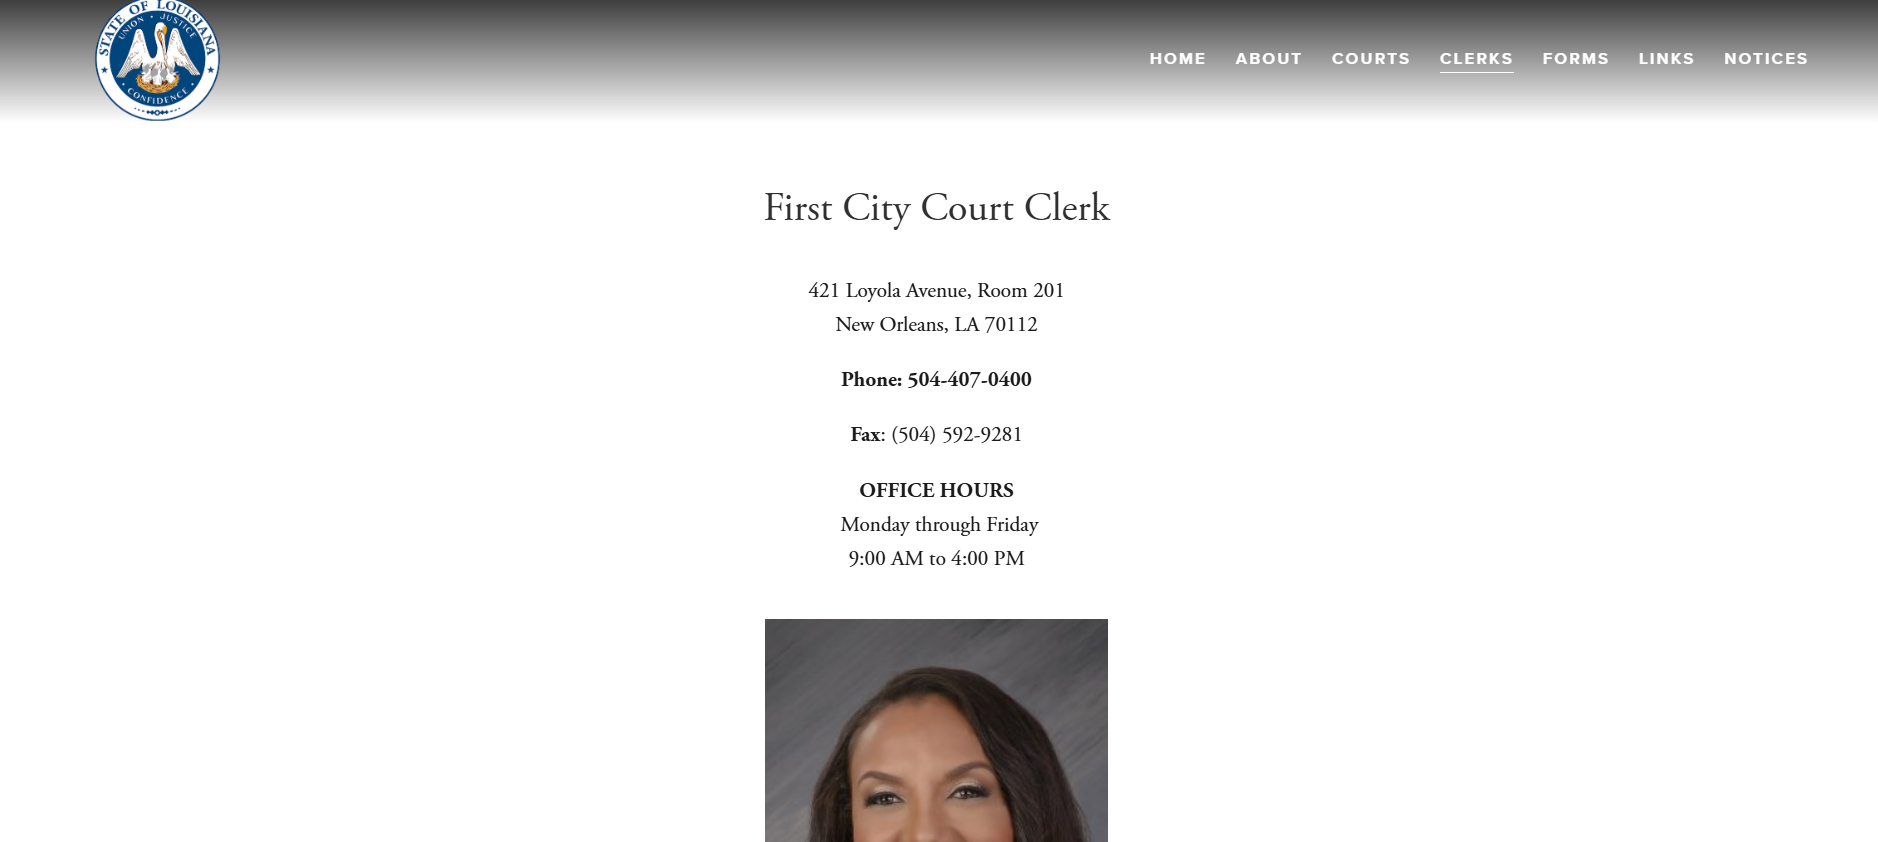 STATE OF LOUISIANA
UNION · JUSTICE
CONFIDENCE
HOME ABOUT COURTS CLERKS FORMS LINKS NOTICES
First City Court Clerk
421 Loyola Avenue, Room 201
New Orleans, LA 70112
Phone: 504-407-0400
Fax: (504) 592-9281
OFFICE HOURS
Monday through Friday
9:00 AM to 4:00 PM